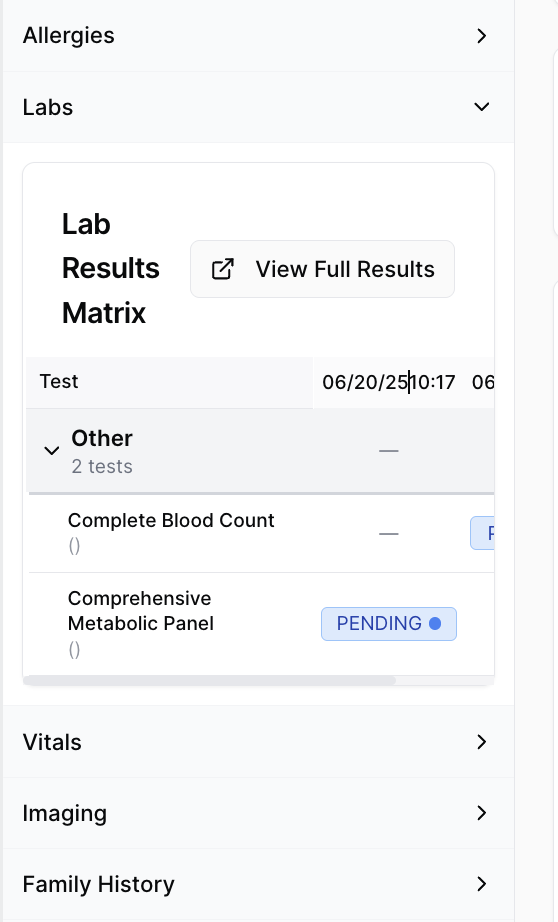 Allergies
Labs
Lab
Results
Matrix
View Full Results
Test 06/20/25 10:17 06
Other
2 tests
—
Complete Blood Count
()
—
Comprehensive
Metabolic Panel
()
PENDING
Vitals
Imaging
Family History